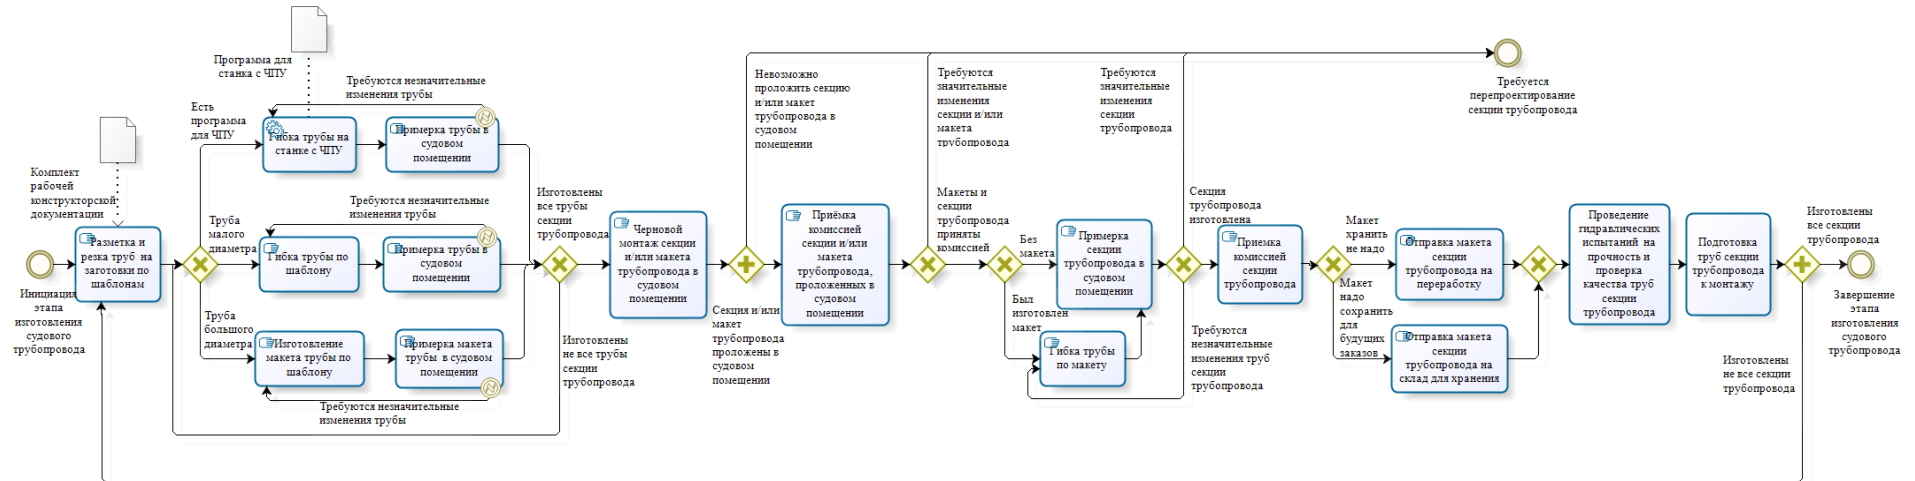 Комплект
рабочей
конструкторской
документации
Инициация
этапа
изготовления
судового
трубопровода
Разметка и
резка труб на
заготовки по
шаблонам
Программа для
станка с ЧПУ
Есть
программа
для ЧПУ
Требуются незначительные
изменения трубы
Гибка трубы на
станке с ЧПУ
Примерка трубы в
судовом
помещении
Труба
малого
диаметра
Требуются незначительные
изменения трубы
Гибка трубы по
шаблону
Примерка трубы в
судовом
помещении
Труба
большого
диаметра
Изготовление
макета трубы по
шаблону
Примерка макета
трубы в судовом
помещении
Требуются незначительные
изменения трубы
Изготовлены
все трубы
секции
трубопровода
Изготовлены
не все трубы
секции
трубопровода
Черновой
монтаж секции
и/или макета
трубопровода в
судовом
помещении
Невозможно
проложить секцию
и/или макет
трубопровода в
судовом
помещении
Секция и/или
макет
трубопровода
проложены в
судовом
помещении
Приёмка
комиссией
секции и/или
макета
трубопровода,
проложенных в
судовом
помещении
Требуются
значительные
изменения
секции и/или
макета
трубопровода
Макеты и
секции
трубопровода
приняты
комиссией
Без
макета
Был
изготовлен
макет
Примерка
секции
трубопровода в
судовом
помещении
Гибка трубы
по макету
Требуются
значительные
изменения
секции
трубопровода
Секция
трубопровода
изготовлена
Требуются
незначительные
изменения труб
секции
трубопровода
Приемка
комиссией
секции
трубопровода
Макет
хранить
не надо
Макет
надо
сохранить
для
будущих
заказов
Отправка макета
секции
трубопровода на
переработку
Отправка макета
секции
трубопровода на
склад для хранения
Требуется
перепроектирование
секции трубопровода
Проведение
гидравлических
испытаний на
прочность и
проверка
качества труб
секции
трубопровода
Подготовка
труб секции
трубопровода
к монтажу
Изготовлены
все секции
трубопровода
Изготовлены
не все секции
трубопровода
Завершение
этапа
изготовления
судового
трубопровода